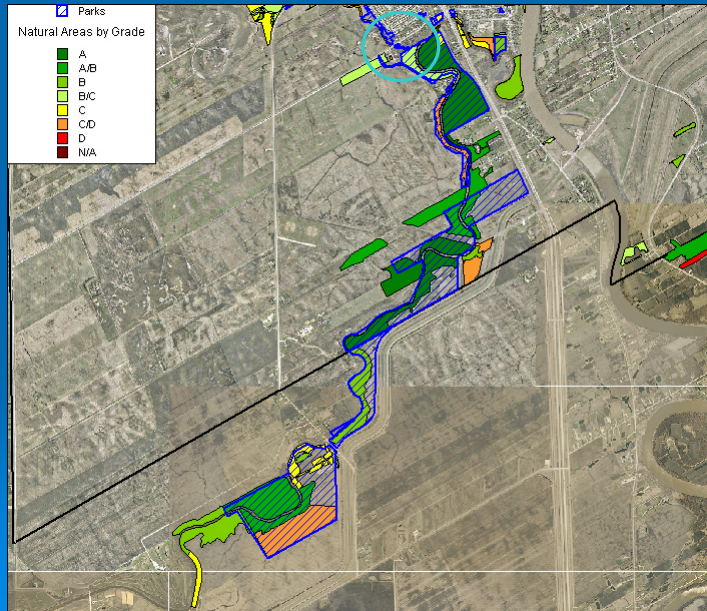 Parks
Natural Areas by Grade
A
A/B
B
B/C
C
C/D
D
N/A